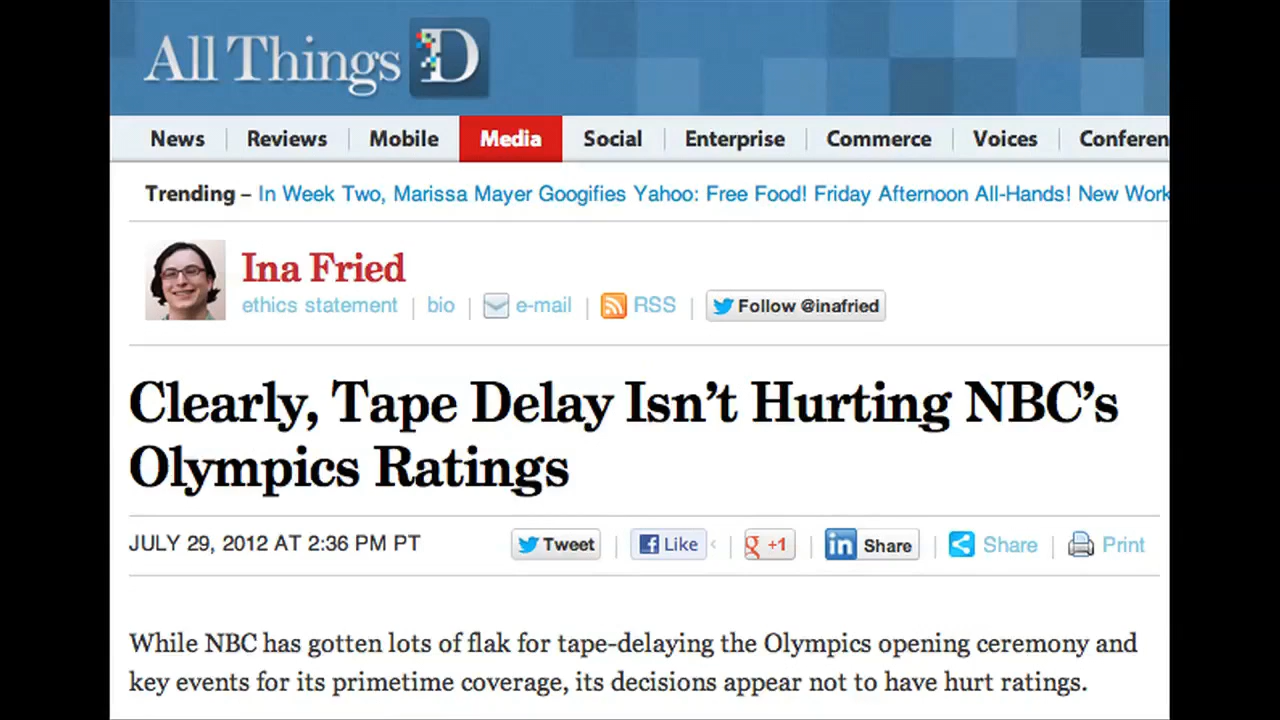 All Things D
News Reviews Mobile Media Social Enterprise Commerce Voices Conferen
Trending – In Week Two, Marissa Mayer Googifies Yahoo: Free Food! Friday Afternoon All-Hands! New Work
Ina Fried
ethics statement | bio | e-mail | RSS | Follow @inafried
Clearly, Tape Delay Isn't Hurting NBC's
Olympics Ratings
JULY 29, 2012 AT 2:36 PM PT Tweet | f Like | g +1 | in Share | Share | Print
While NBC has gotten lots of flak for tape-delaying the Olympics opening ceremony and
key events for its primetime coverage, its decisions appear not to have hurt ratings.